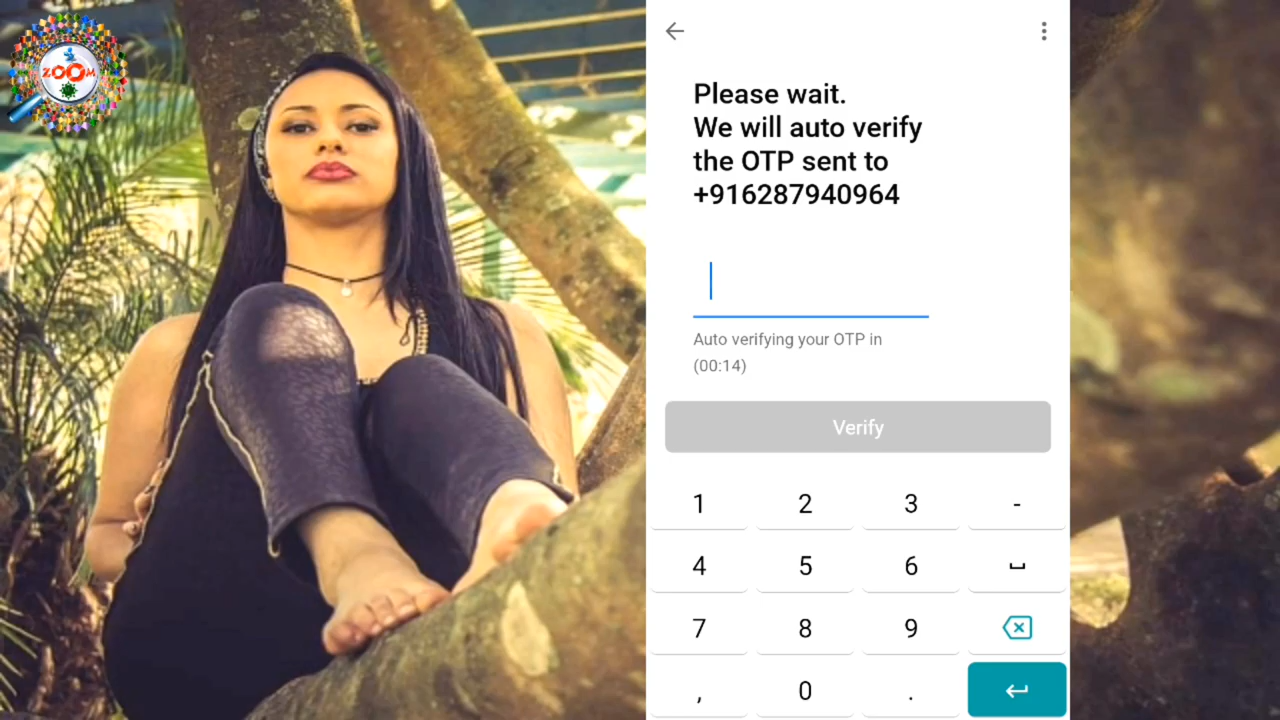 ZOOM
Please wait.
We will auto verify
the OTP sent to
+916287940964
Auto verifying your OTP in
(00:14)
Verify
1 2 3 -
4 5 6
7 8 9
, 0 .